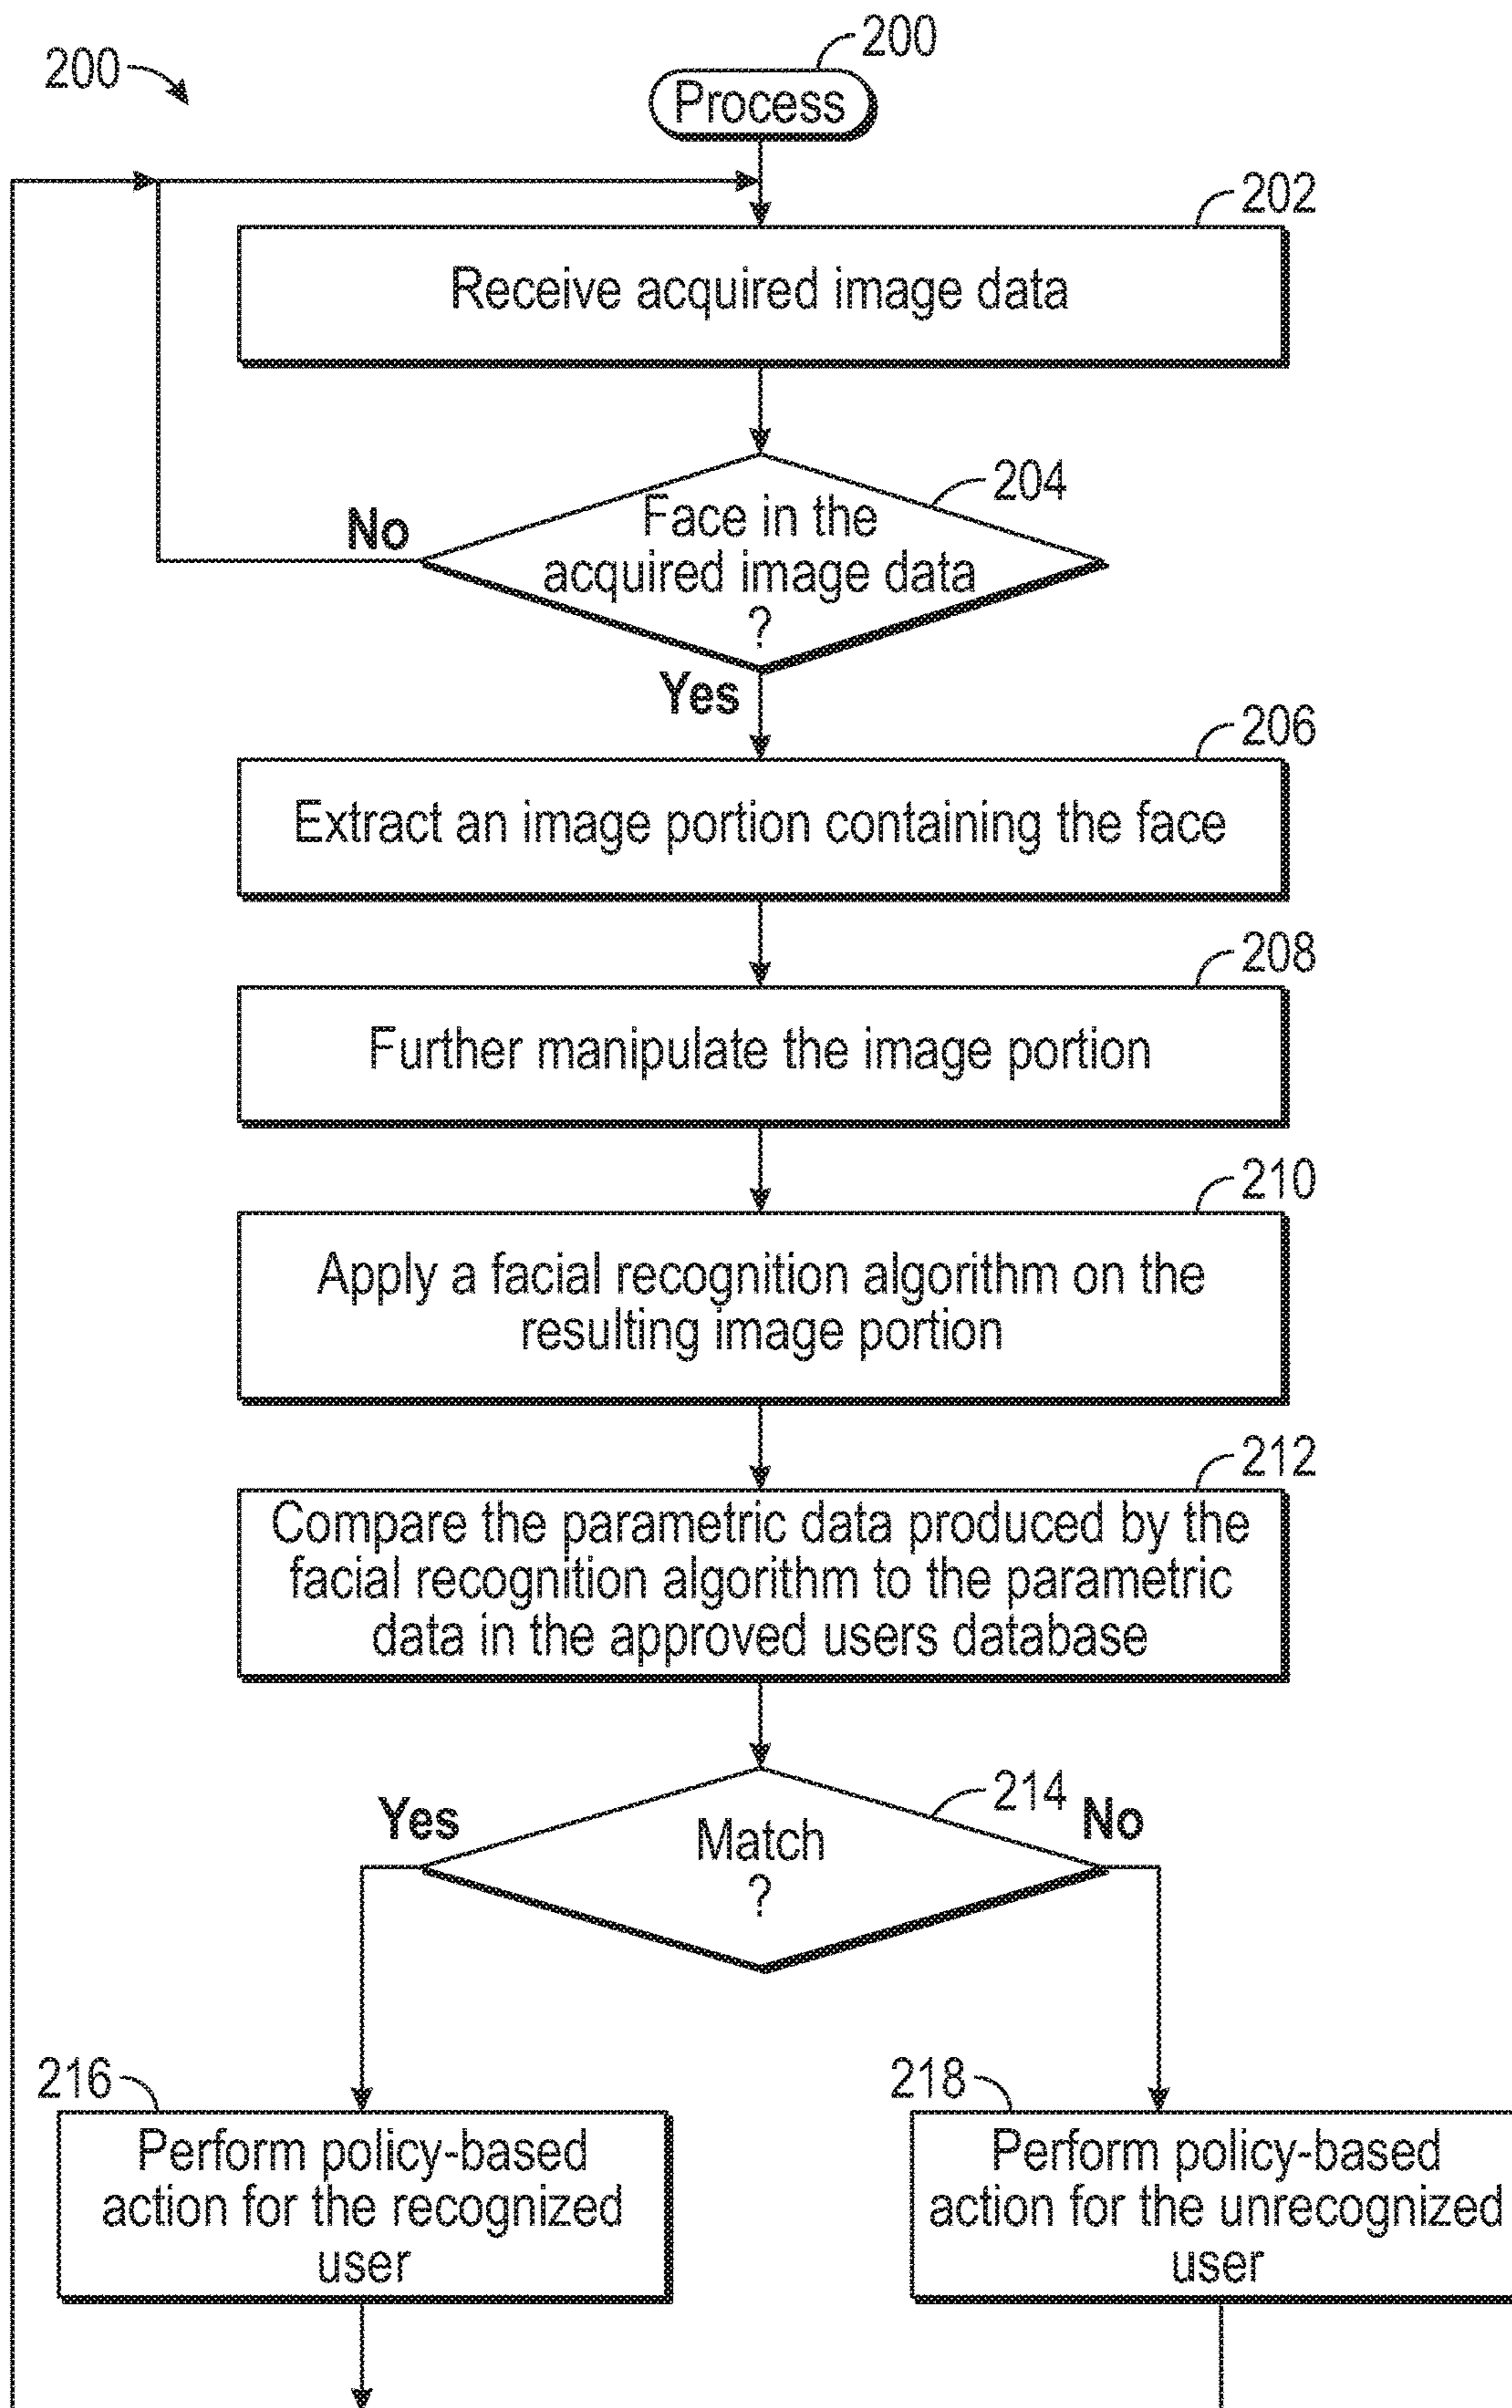 200
200
Process
202
Receive acquired image data
204
Face in the
acquired image data
?
No
Yes
206
Extract an image portion containing the face
208
Further manipulate the image portion
210
Apply a facial recognition algorithm on the
resulting image portion
212
Compare the parametric data produced by the
facial recognition algorithm to the parametric
data in the approved users database
214
Yes
Match
?
No
216
Perform policy-based
action for the recognized
user
218
Perform policy-based
action for the unrecognized
user